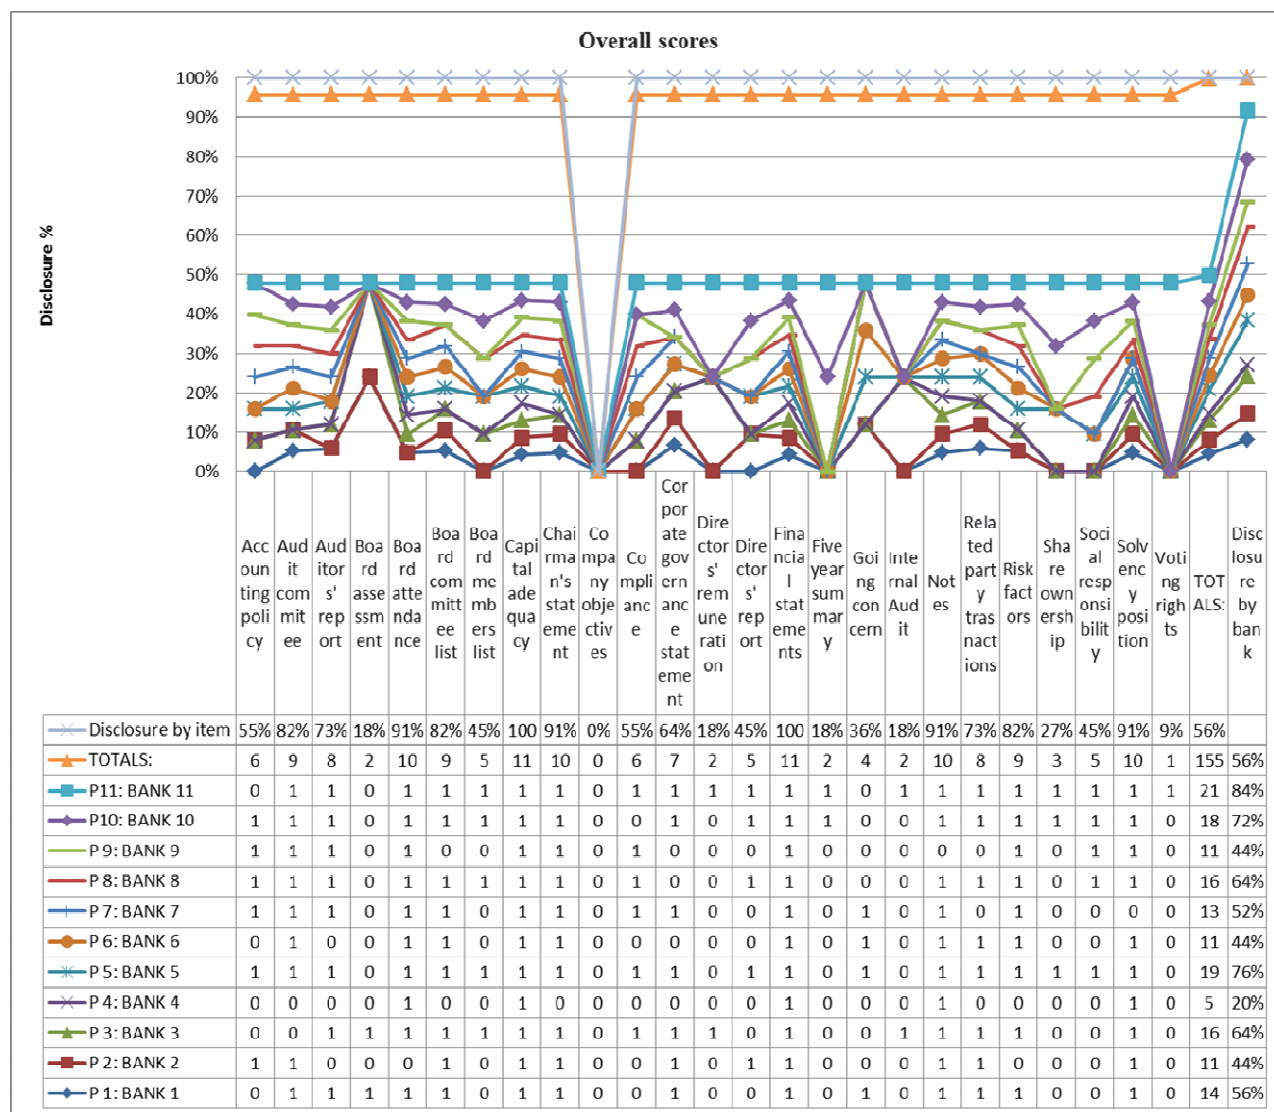 Overall scores
Disclosure %
100%
90%
80%
70%
60%
50%
40%
30%
20%
10%
0%
Accounting policy
Audit commitee
Auditors' report
Board assessment
Board attendance
Board committee list
Board members list
Capital adequacy
Chairman's statement
Company objectives
Compliance
Corporate governance statement
Directors' remuneration
Directors' report
Financial statements
Five year summary
Going concern
Internal Audit
Notes
Related party trasnactions
Risk factors
Share ownership
Social responsibility
Solvency position
Voting rights
TOTALS:
Disclosure by bank
Disclosure by item 55% 82% 73% 18% 91% 82% 45% 100 91% 0% 55% 64% 18% 45% 100 18% 36% 18% 91% 73% 82% 27% 45% 91% 9% 56%
TOTALS: 6 9 8 2 10 9 5 11 10 0 6 7 2 5 11 2 4 2 10 8 9 3 5 10 1 155 56%
P11: BANK 11 0 1 1 0 1 1 1 1 1 0 1 1 1 1 1 1 0 1 1 1 1 1 1 1 1 21 84%
P10: BANK 10 1 1 1 0 1 1 1 1 1 0 0 1 0 1 1 1 0 0 1 1 1 1 1 1 0 18 72%
P 9: BANK 9 1 1 1 0 1 0 0 1 1 0 1 0 0 0 1 0 0 0 0 0 1 0 1 1 0 11 44%
P 8: BANK 8 1 1 1 0 1 1 1 1 1 0 1 0 0 1 1 0 0 0 1 1 1 0 1 1 0 16 64%
P 7: BANK 7 1 1 1 0 1 1 0 1 1 0 1 1 0 0 1 0 1 0 1 0 1 0 0 0 0 13 52%
P 6: BANK 6 0 1 0 0 1 1 0 1 1 0 0 0 0 0 1 0 1 0 1 1 1 0 0 1 0 11 44%
P 5: BANK 5 1 1 1 0 1 1 1 1 1 0 1 1 0 1 1 0 1 0 1 1 1 1 1 1 0 19 76%
P 4: BANK 4 0 0 0 0 1 0 0 1 0 0 0 0 0 0 1 0 0 0 1 0 0 0 0 1 0 5 20%
P 3: BANK 3 0 0 1 1 1 1 1 1 1 0 1 1 1 0 1 0 0 1 1 1 1 0 0 1 0 16 64%
P 2: BANK 2 1 1 0 0 0 1 0 1 1 0 0 1 0 1 1 0 0 0 1 1 0 0 0 1 0 11 44%
P 1: BANK 1 0 1 1 1 1 1 0 1 1 0 0 1 0 0 1 0 1 0 1 1 1 0 0 1 0 14 56%